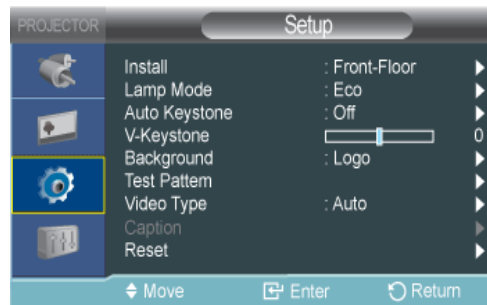 PROJECTOR
Setup
Install : Front-Floor
Lamp Mode : Eco
Auto Keystone : Off
V-Keystone 0
Background : Logo
Test Pattem
Video Type : Auto
Caption
Reset
Move Enter Return